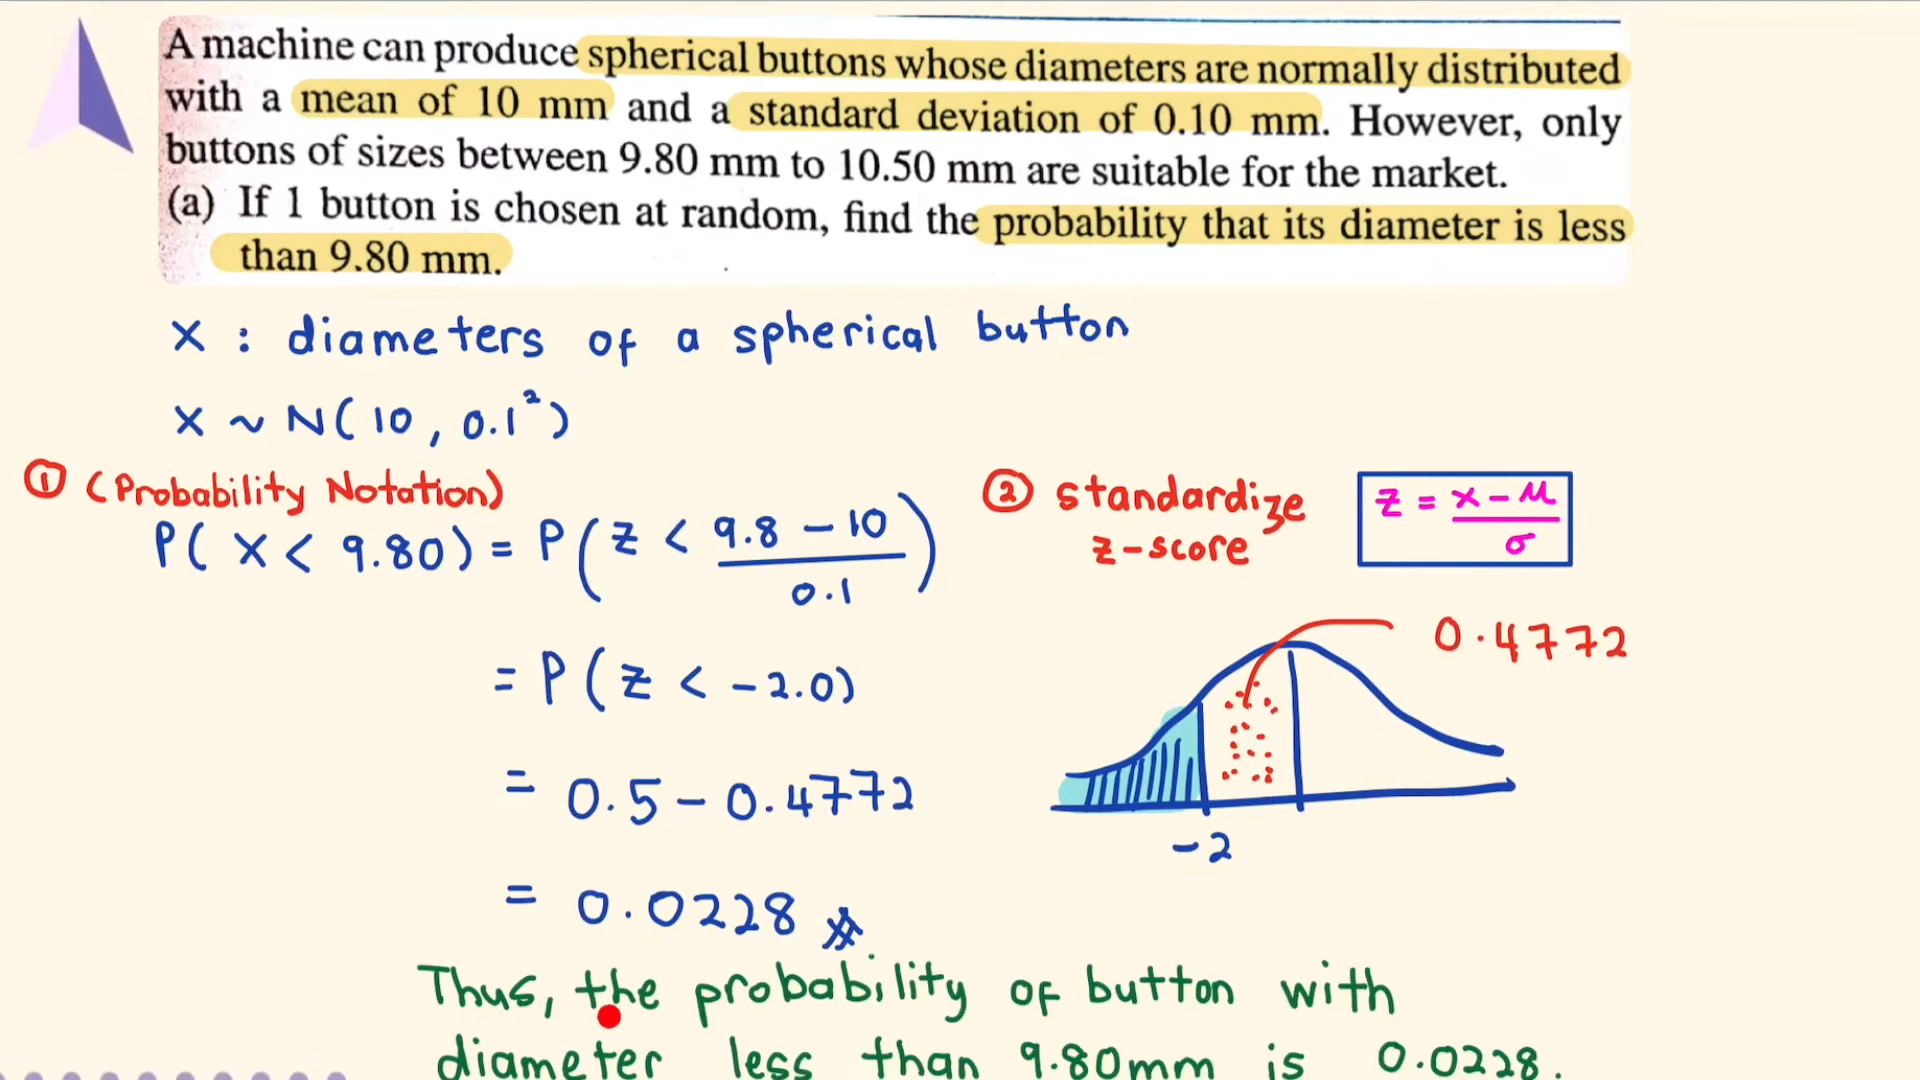 A machine can produce spherical buttons whose diameters are normally distributed
with a mean of 10 mm and a standard deviation of 0.10 mm. However, only
buttons of sizes between 9.80 mm to 10.50 mm are suitable for the market.
(a) If 1 button is chosen at random, find the probability that its diameter is less
than 9.80 mm.
X : diameters of a spherical button
X ~ N(10, 0.1²)
① (Probability Notation)
P(X < 9.80) = P(Z < (9.8 − 10)/0.1)
② standardize
z-score
Z = (x − μ)/σ
= P(Z < −2.0)
0.4772
= 0.5 − 0.4772
−2
= 0.0228
Thus, the probability of button with
diameter less than 9.80mm is 0.0228.